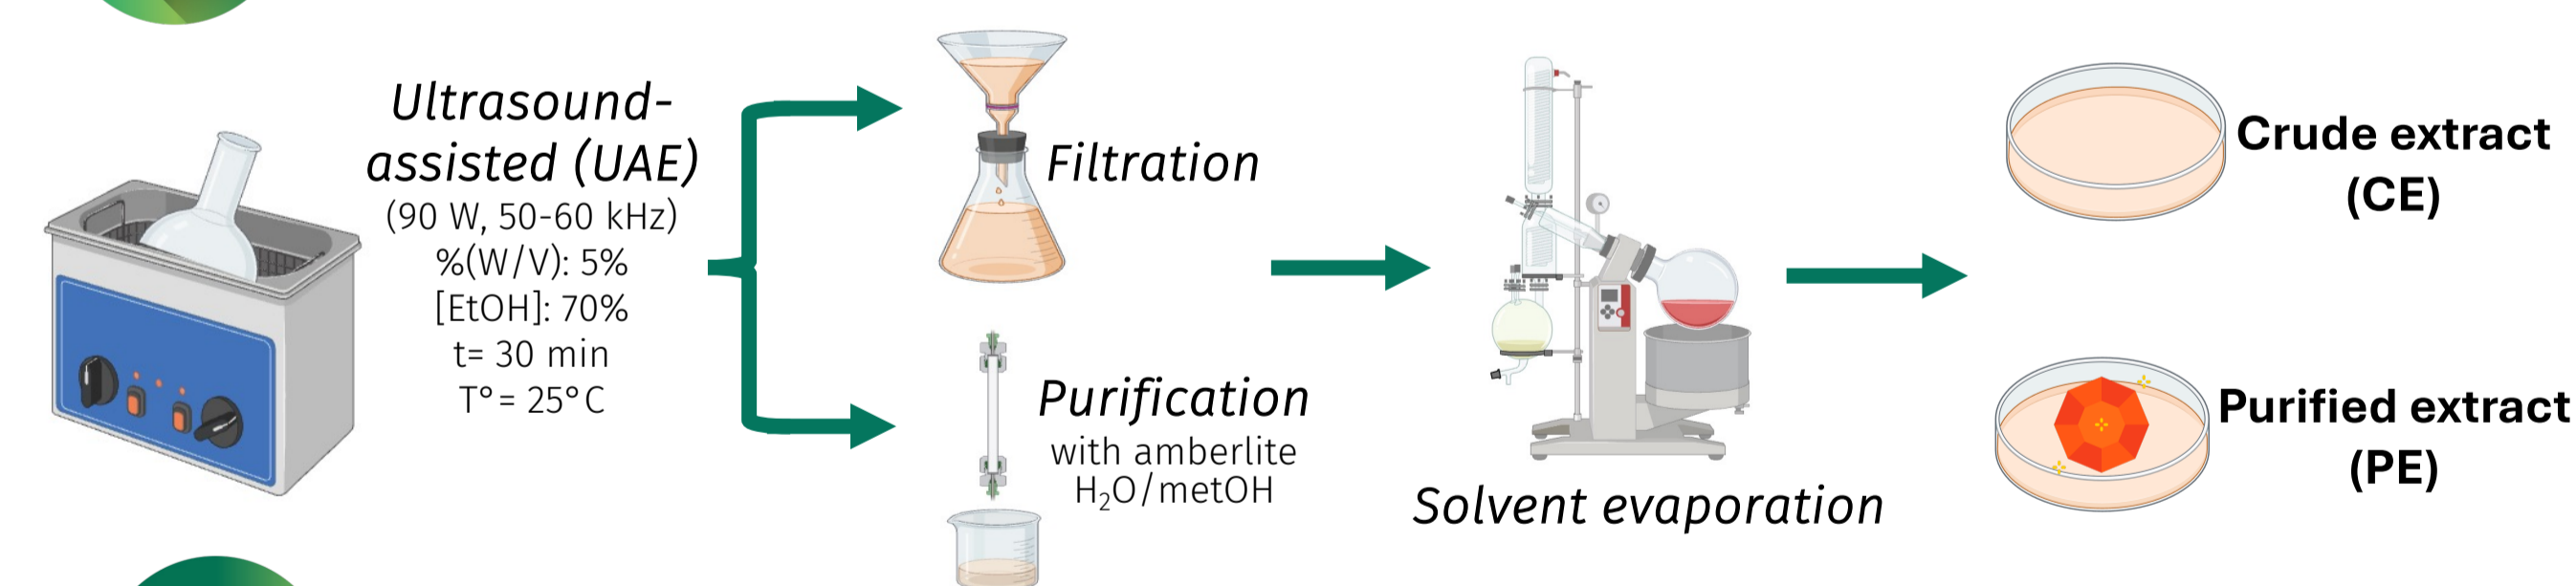 Ultrasound-
assisted (UAE)
(90 W, 50-60 kHz)
%(W/V): 5%
[EtOH]: 70%
t= 30 min
T°= 25°C
Filtration
Purification
with amberlite
H₂O/metOH
Solvent evaporation
Crude extract
(CE)
Purified extract
(PE)